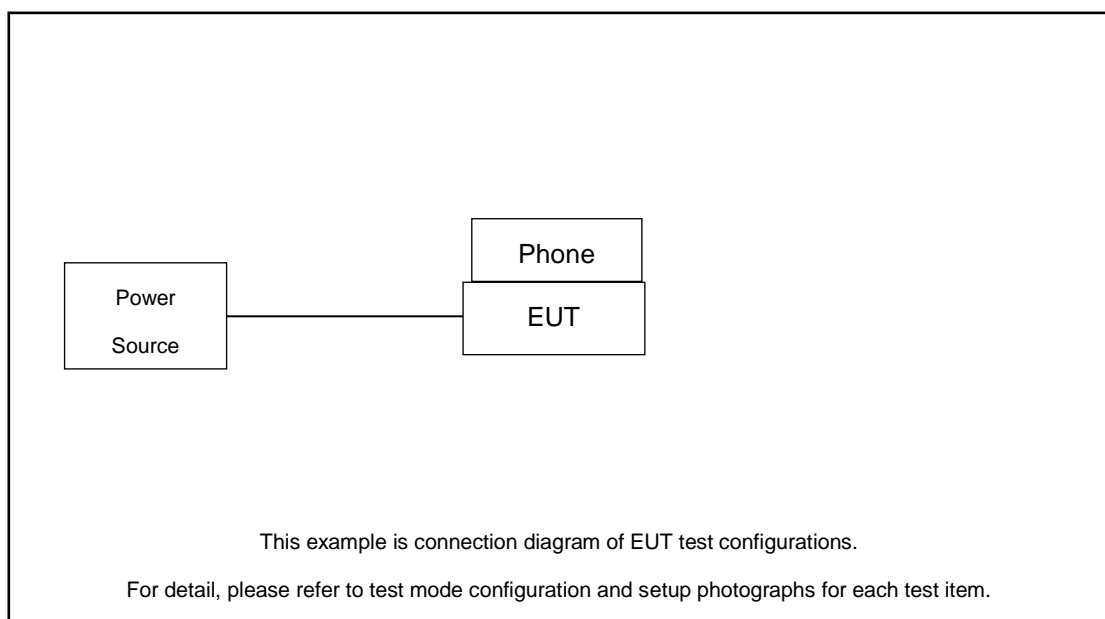 Phone
EUT
Power
Source
This example is connection diagram of EUT test configurations.
For detail, please refer to test mode configuration and setup photographs for each test item.